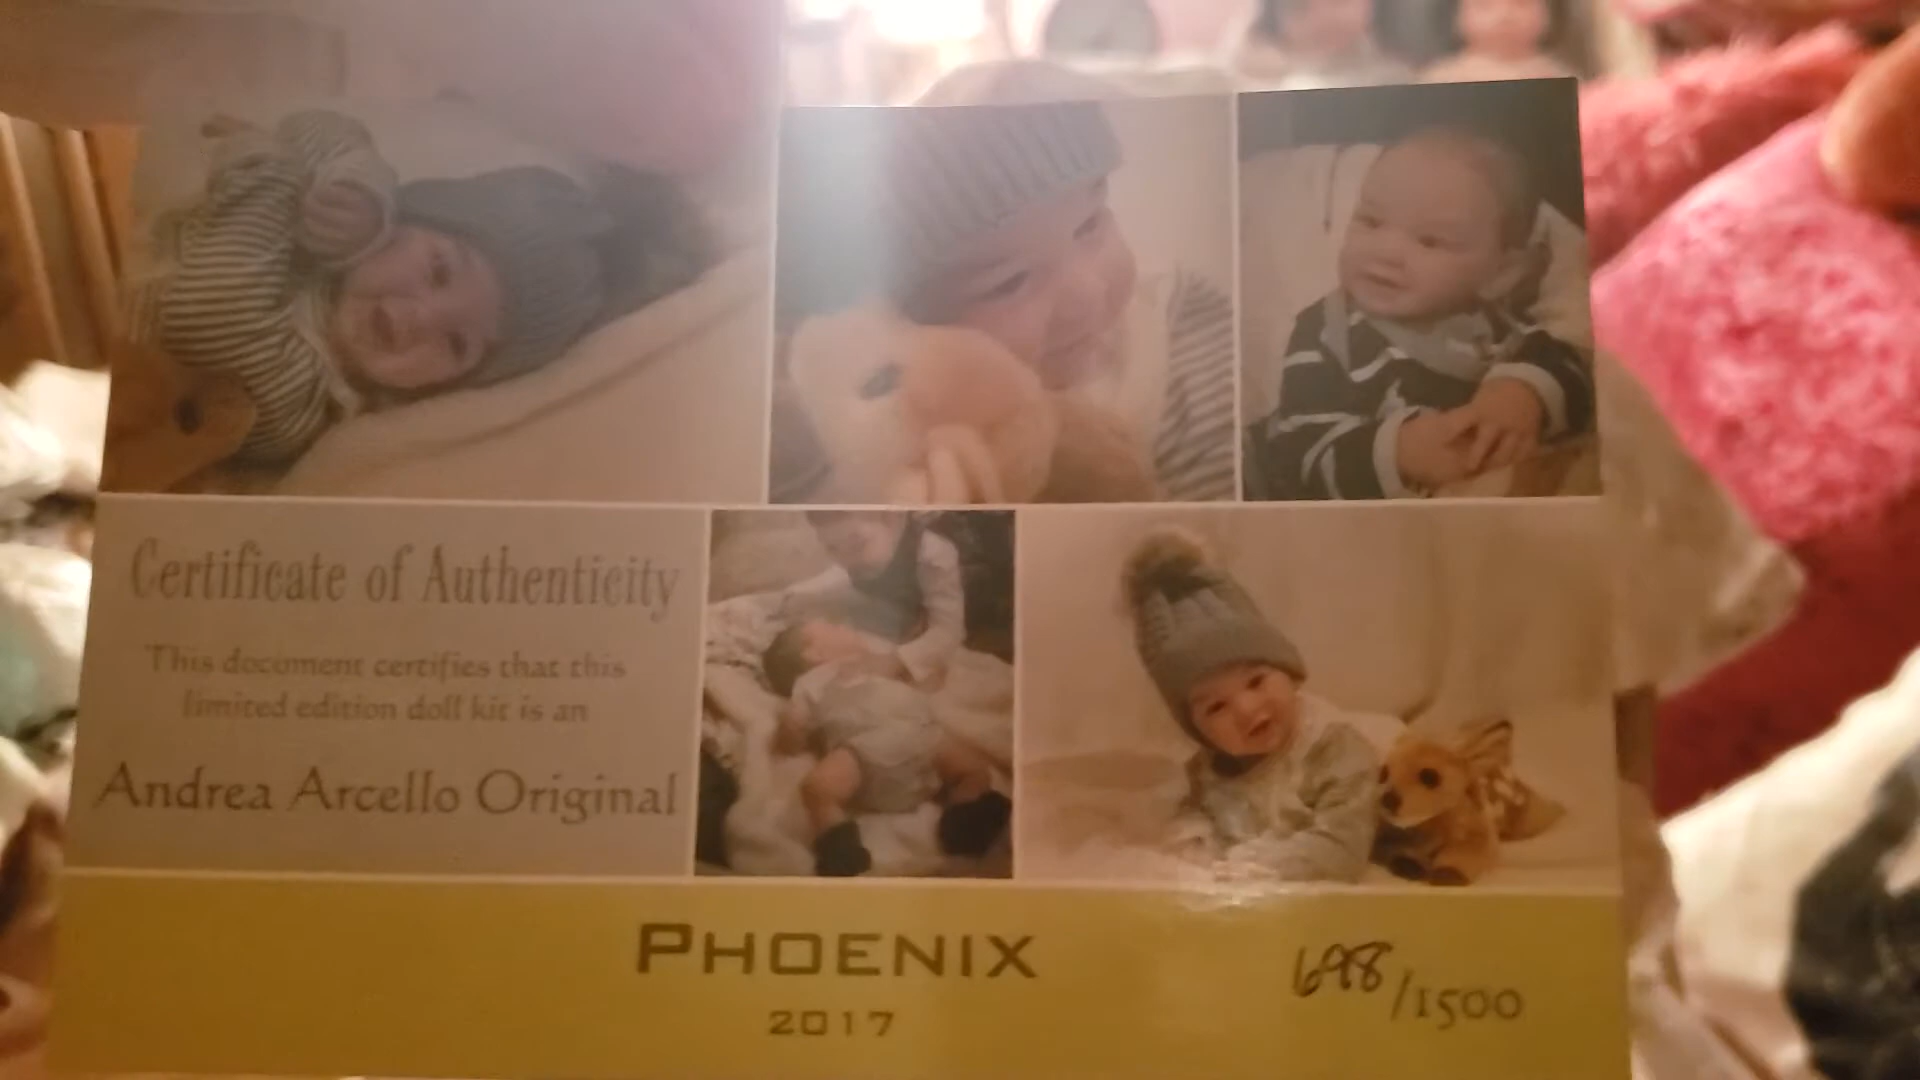 Certificate of Authenticity
This document certifies that this
limited edition doll kit is an
Andrea Arcello Original
PHOENIX
2017
698/1500